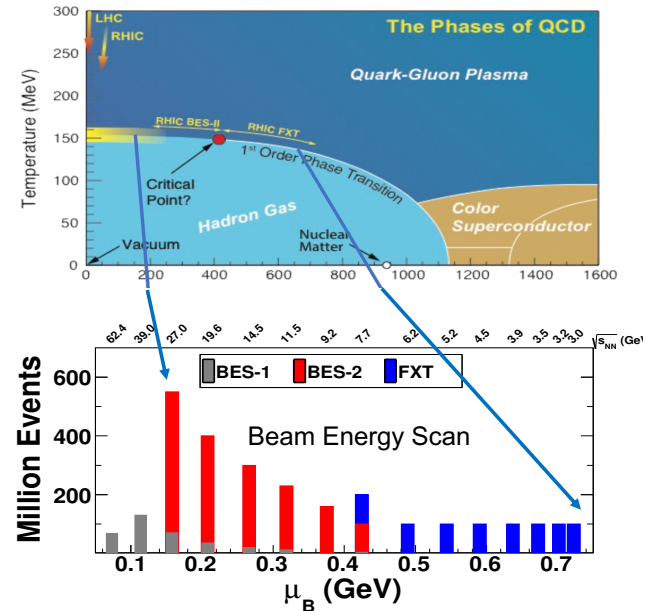 300
250
200
150
100
50
0
Temperature (MeV)
LHC
RHIC
The Phases of QCD
Quark-Gluon Plasma
RHIC BES-II
RHIC FXT
1st Order Phase Transition
Critical
Point?
Hadron Gas
Color
Superconductor
Vacuum
Nuclear
Matter
0 200 400 600 800 1000 1200 1400 1600
62.4 39.0 27.0 19.6 14.5 11.5 9.2 7.7 6.2 5.2 4.5 3.9 3.5 3.2 3.0 √sNN (GeV
BES-1 BES-2 FXT
Beam Energy Scan
600
400
200
Million Events
0.1 0.2 0.3 0.4 0.5 0.6 0.7
μB (GeV)